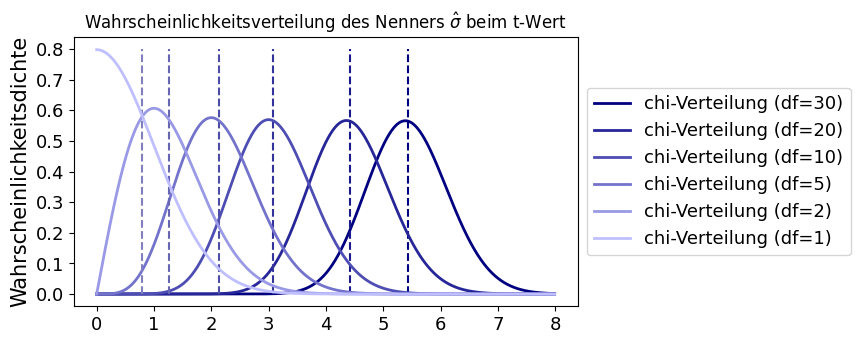 Wahrscheinlichkeitsverteilung des Nenners σ̂ beim t-Wert
Wahrscheinlichkeitsdichte
0.8
0.7
0.6
0.5
0.4
0.3
0.2
0.1
0.0
0 1 2 3 4 5 6 7 8
chi-Verteilung (df=30)
chi-Verteilung (df=20)
chi-Verteilung (df=10)
chi-Verteilung (df=5)
chi-Verteilung (df=2)
chi-Verteilung (df=1)